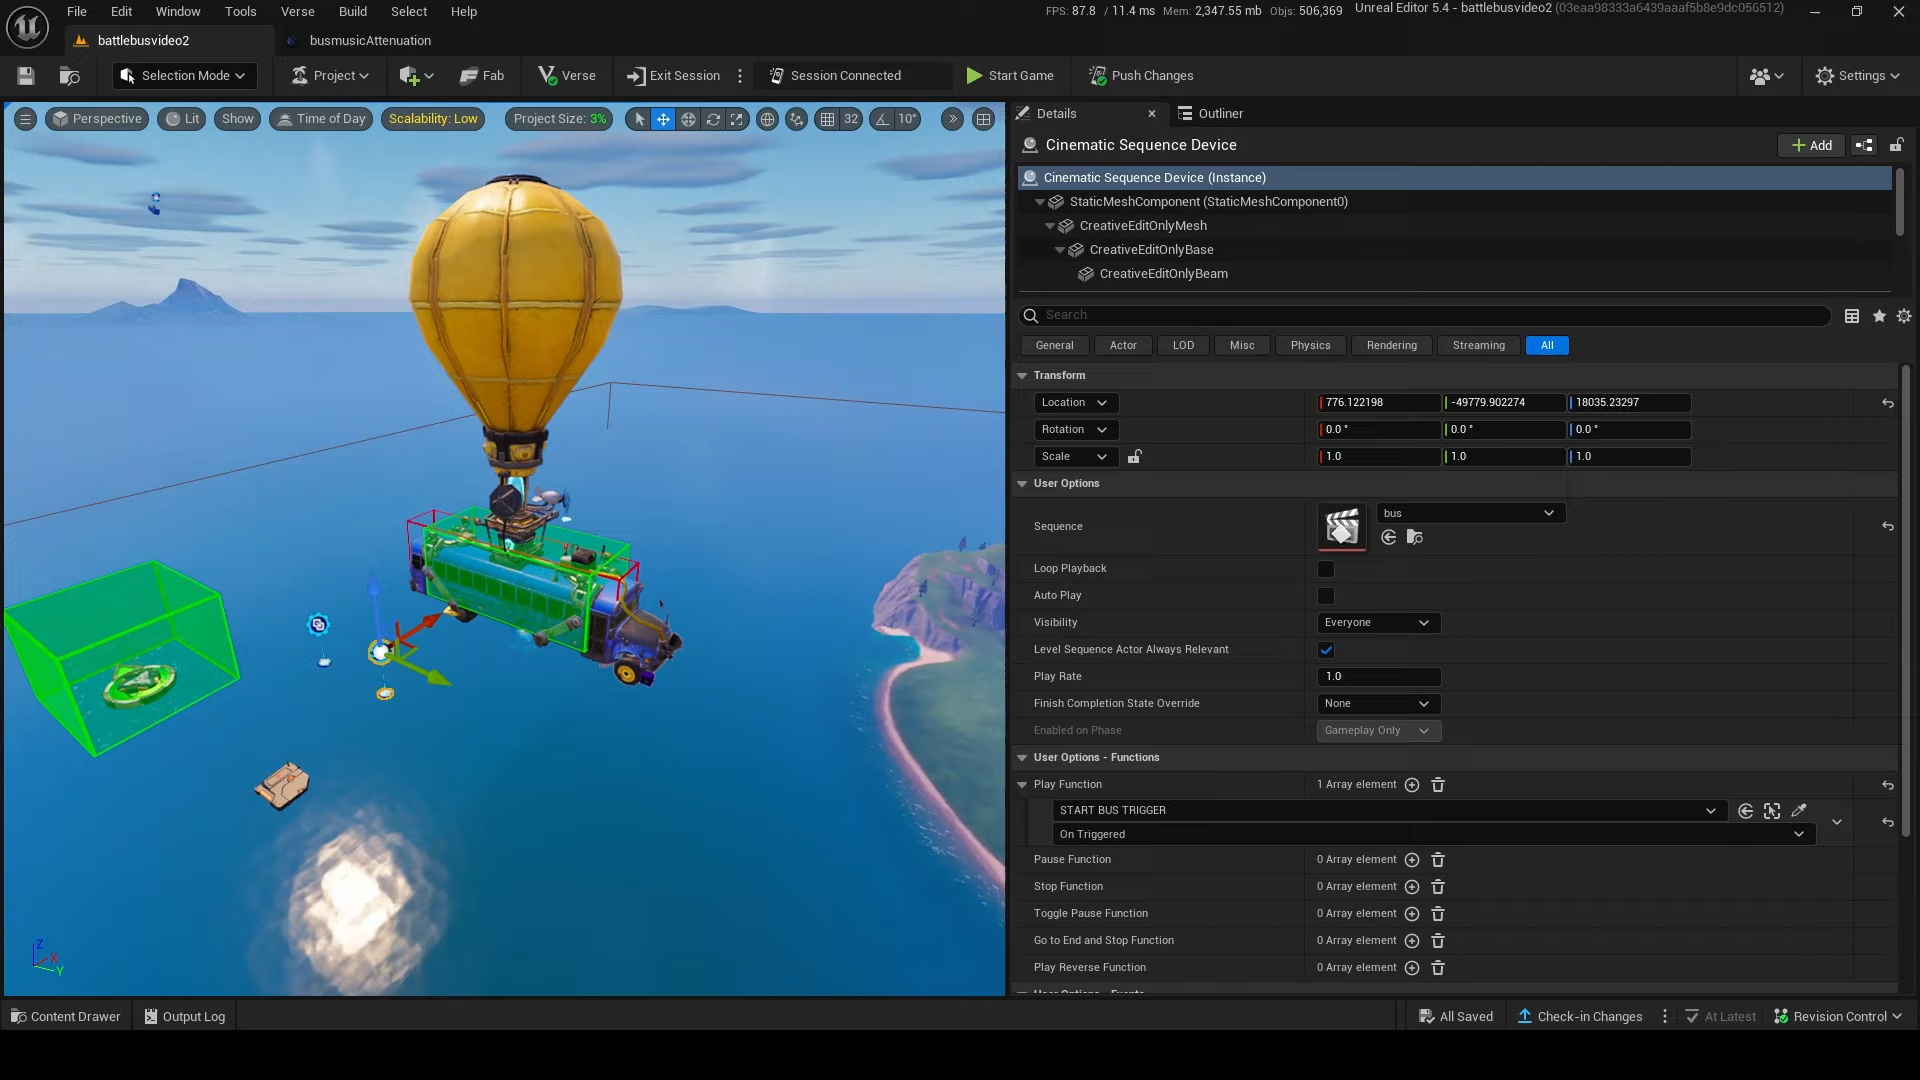 File Edit Window Tools Verse Build Select Help
FPS: 87.8 / 11.4 ms Mem: 2,347.55 mb Objs: 506,369 Unreal Editor 5.4 - battlebusvideo2 (03eaa98333a6439aaaf5b8e9dc056512)
battlebusvideo2 busmusicAttenuation
Selection Mode Project Fab Verse Exit Session Session Connected Start Game Push Changes Settings
Perspective Lit Show Time of Day Scalability: Low Project Size: 3% 32 10°
Details Outliner
Cinematic Sequence Device Add
Cinematic Sequence Device (Instance)
StaticMeshComponent (StaticMeshComponent0)
CreativeEditOnlyMesh
CreativeEditOnlyBase
CreativeEditOnlyBeam
Search
General Actor LOD Misc Physics Rendering Streaming All
Transform
Location 776.122198 -49779.902274 18035.23297
Rotation 0.0 ° 0.0 ° 0.0 °
Scale 1.0 1.0 1.0
User Options
Sequence bus
Loop Playback
Auto Play
Visibility Everyone
Level Sequence Actor Always Relevant
Play Rate 1.0
Finish Completion State Override None
Enabled on Phase Gameplay Only
User Options - Functions
Play Function 1 Array element
START BUS TRIGGER
On Triggered
Pause Function 0 Array element
Stop Function 0 Array element
Toggle Pause Function 0 Array element
Go to End and Stop Function 0 Array element
Play Reverse Function 0 Array element
User Options - Events
Z
X
Y
Content Drawer Output Log All Saved Check-in Changes At Latest Revision Control